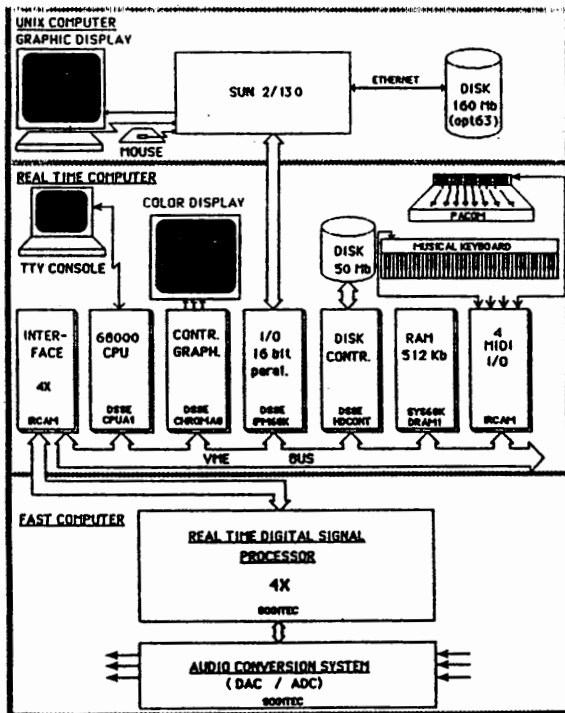 UNIX COMPUTER
GRAPHIC DISPLAY
SUN 2/130
ETHERNET
DISK
160 Mb
(opt63)
MOUSE
REAL TIME COMPUTER
COLOR DISPLAY
TTY CONSOLE
DISK
50 Mb
PACOM
MUSICAL KEYBOARD
INTER-
FACE
4X
IRCAM
68000
CPU
DSSE
CPUA1
CONTR.
GRAPH.
DSSE
I/O
16 bit
paral.
DSSE
DISK
CONTR.
DSSE
HDCONT
RAM
512 Kb
SYS68K
DRAM1
4
MIDI
I/O
IRCAM
VME BUS
FAST COMPUTER
REAL TIME DIGITAL SIGNAL
PROCESSOR
4X
SOGITEC
AUDIO CONVERSION SYSTEM
(DAC / ADC)
SOGITEC